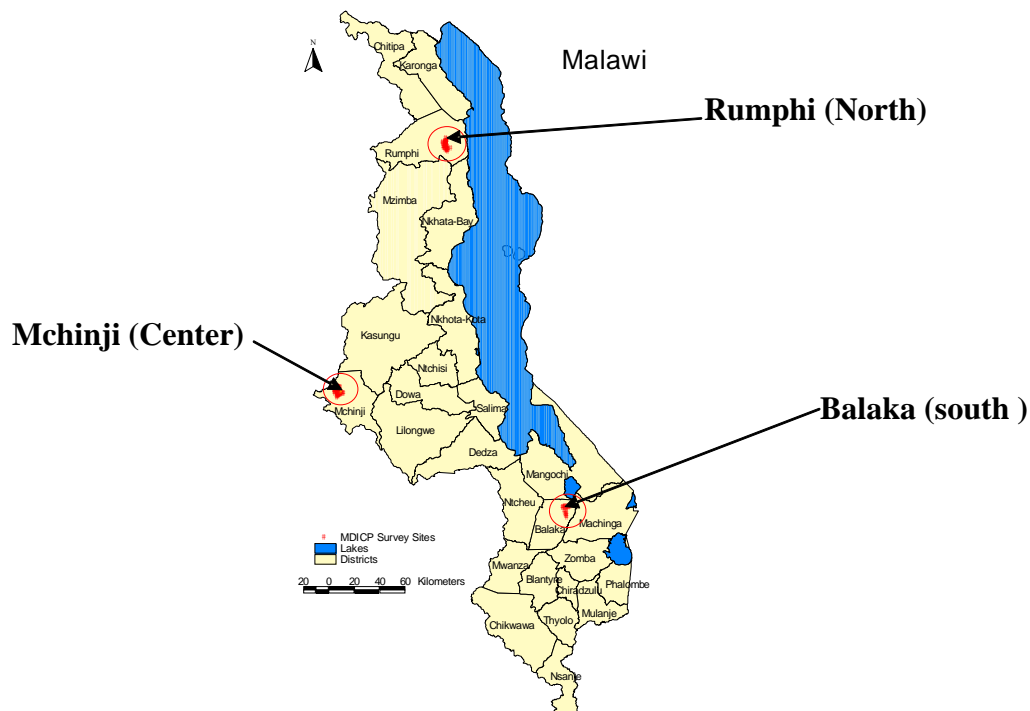 N
Malawi
Chitipa
Karonga
Rumphi (North)
Rumphi
Mzimba
Nkhata-Bay
Mchinji (Center)
Kasungu
Nkhota-Kota
Ntchisi
Dowa
Mchinji
Salima
Lilongwe
Balaka (south )
Dedza
Mangochi
Ntcheu
Balaka
Machinga
MDICP Survey Sites
Lakes
Districts
Zomba
Mwanza
Blantyre
Phalombe
Chiradzulu
20 0 20 40 60 Kilometers
Mulanje
Chikwawa
Thyolo
Nsanje